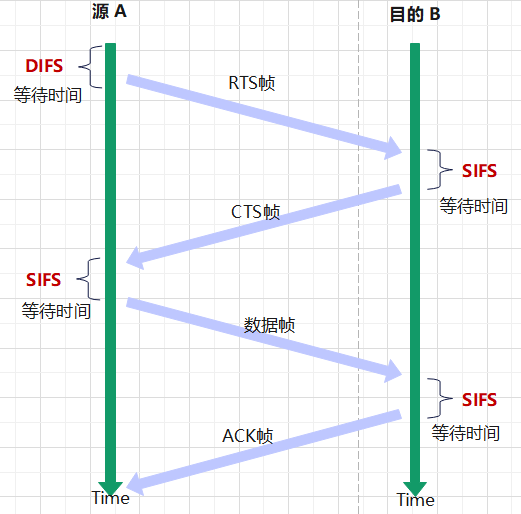 源 A
目的 B
DIFS
等待时间
RTS帧
SIFS
等待时间
CTS帧
SIFS
等待时间
数据帧
SIFS
等待时间
ACK帧
Time
Time